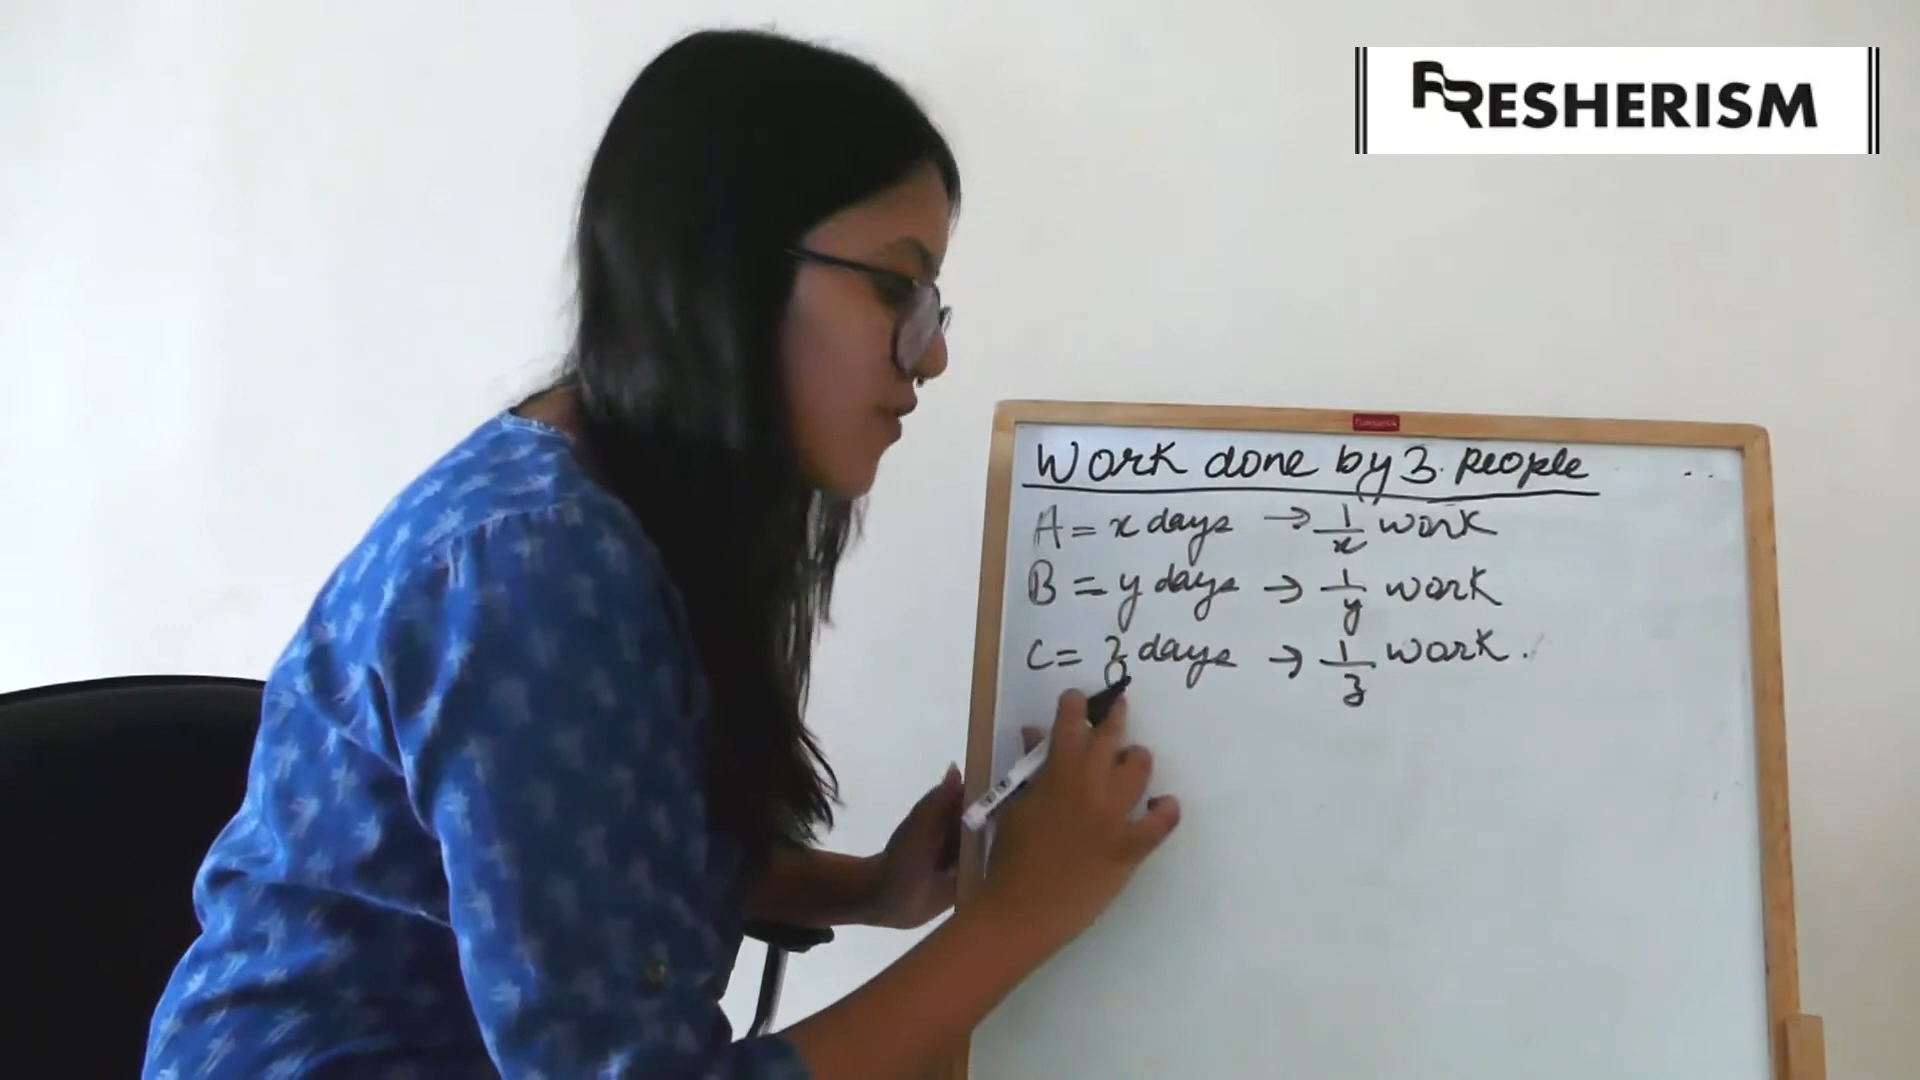 FRESHERISM
Work done by 3 people
A = x days → 1/x work
B = y days → 1/y work
C = z days → 1/z work.